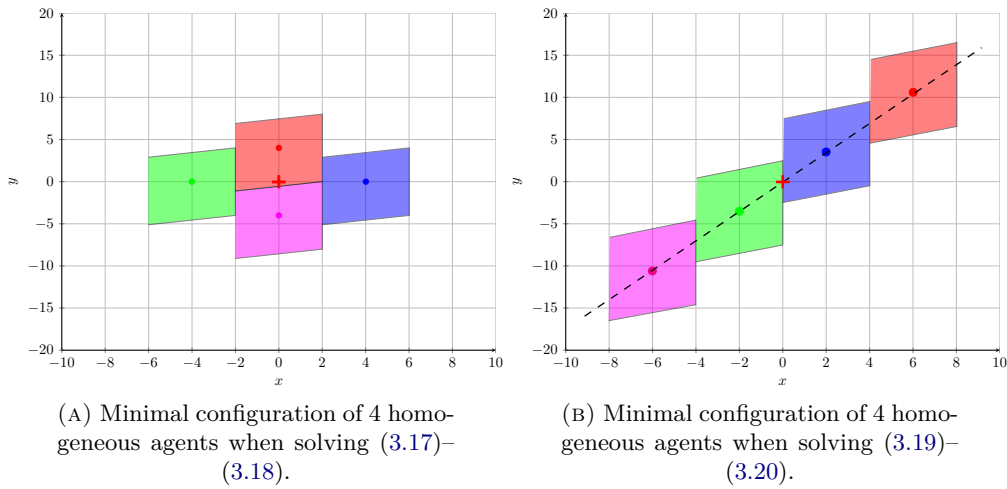 20
15
10
5
0
−5
−10
−15
−20
−10 −8 −6 −4 −2 0 2 4 6 8 10
x
y
(A) Minimal configuration of 4 homo-
geneous agents when solving (3.17)–
(3.18).
20
15
10
5
0
−5
−10
−15
−20
−10 −8 −6 −4 −2 0 2 4 6 8 10
x
y
(B) Minimal configuration of 4 homo-
geneous agents when solving (3.19)–
(3.20).